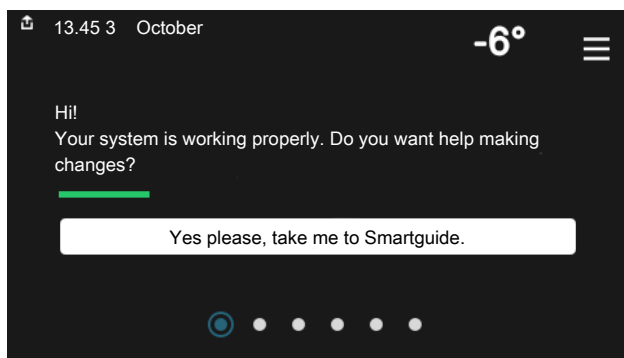 13.45 3 October
-6°
Hi!
Your system is working properly. Do you want help making
changes?
Yes please, take me to Smartguide.